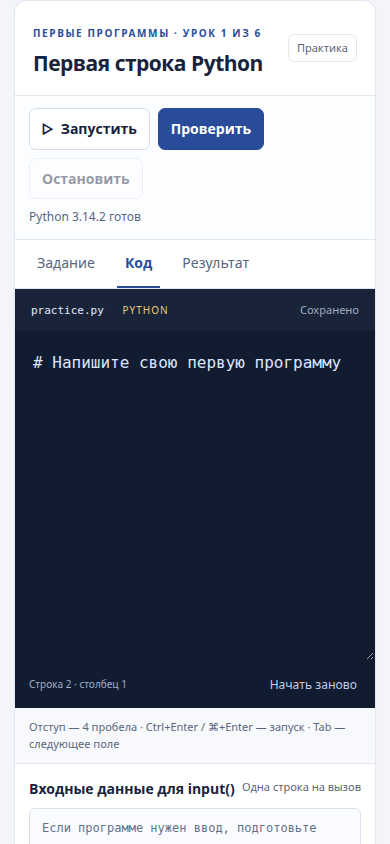 ПЕРВЫЕ ПРОГРАММЫ · УРОК 1 ИЗ 6
Первая строка Python
Практика
Запустить
Проверить
Остановить
Python 3.14.2 готов
Задание
Код
Результат
practice.py
PYTHON
Сохранено
# Напишите свою первую программу
Строка 2 · столбец 1
Начать заново
Отступ — 4 пробела · Ctrl+Enter / ⌘+Enter — запуск · Tab —
следующее поле
Входные данные для input()
Одна строка на вызов
Если программе нужен ввод, подготовьте